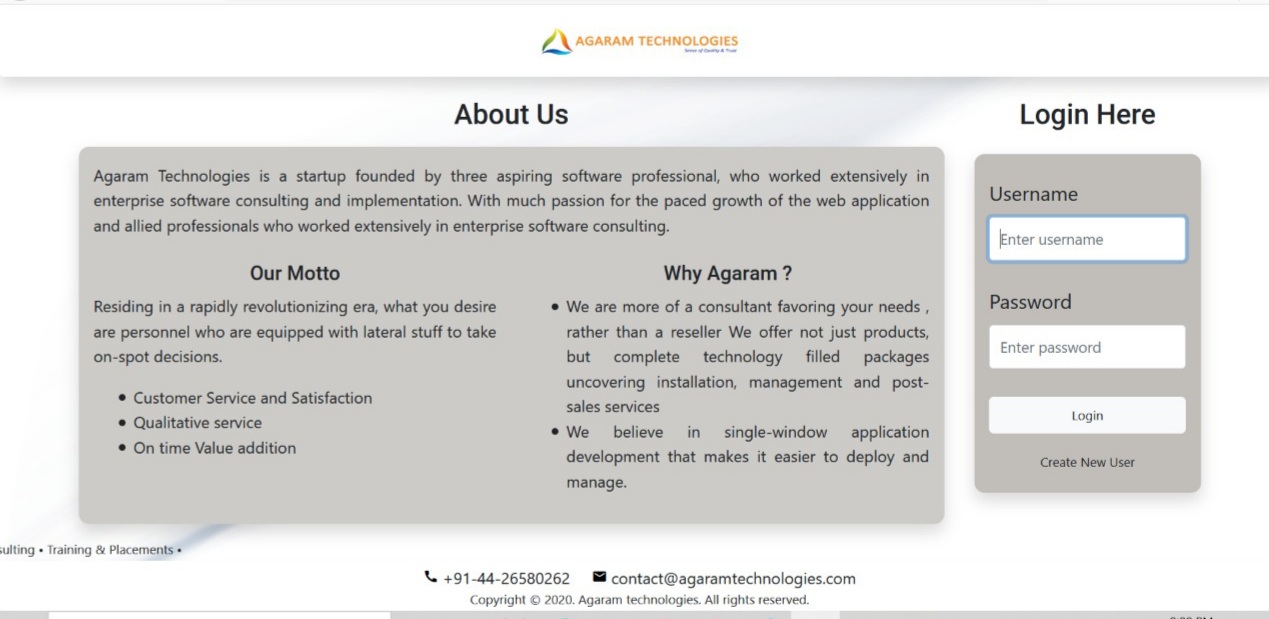 AGARAM TECHNOLOGIES
Sense of Quality & Trust
About Us
Agaram Technologies is a startup founded by three aspiring software professional, who worked extensively in
enterprise software consulting and implementation. With much passion for the paced growth of the web application
and allied professionals who worked extensively in enterprise software consulting.
Our Motto
Residing in a rapidly revolutionizing era, what you desire
are personnel who are equipped with lateral stuff to take
on-spot decisions.
• Customer Service and Satisfaction
• Qualitative service
• On time Value addition
Why Agaram ?
• We are more of a consultant favoring your needs ,
rather than a reseller We offer not just products,
but complete technology filled packages
uncovering installation, management and post-
sales services
• We believe in single-window application
development that makes it easier to deploy and
manage.
Login Here
Username
Enter username
Password
Enter password
Login
Create New User
sulting • Training & Placements •
+91-44-26580262 contact@agaramtechnologies.com
Copyright © 2020. Agaram technologies. All rights reserved.